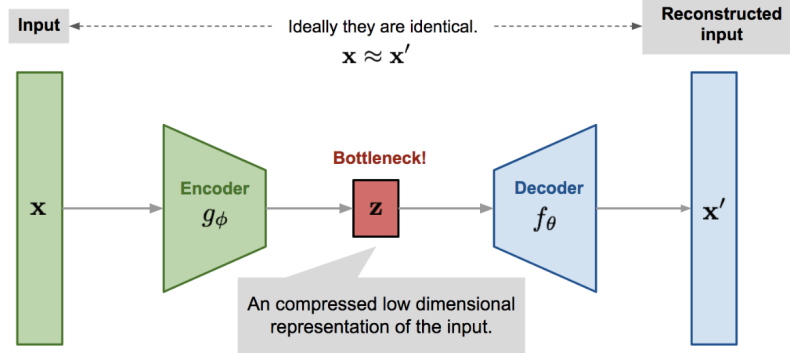 Input
Ideally they are identical.
Reconstructed
input
x ≈ x′
Bottleneck!
x
Encoder
gϕ
z
Decoder
fθ
x′
An compressed low dimensional
representation of the input.